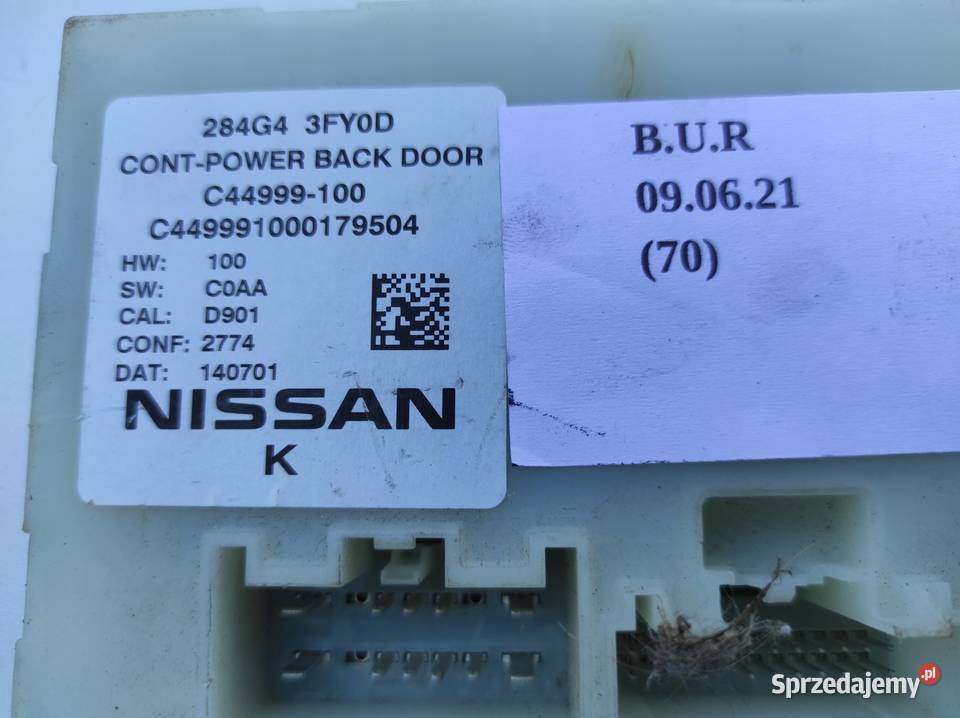 284G4 3FY0D
CONT-POWER BACK DOOR
C44999-100
C449991000179504
HW: 100
SW: C0AA
CAL: D901
CONF: 2774
DAT: 140701
NISSAN
K
B.U.R
09.06.21
(70)
Sprzedajemy.pl